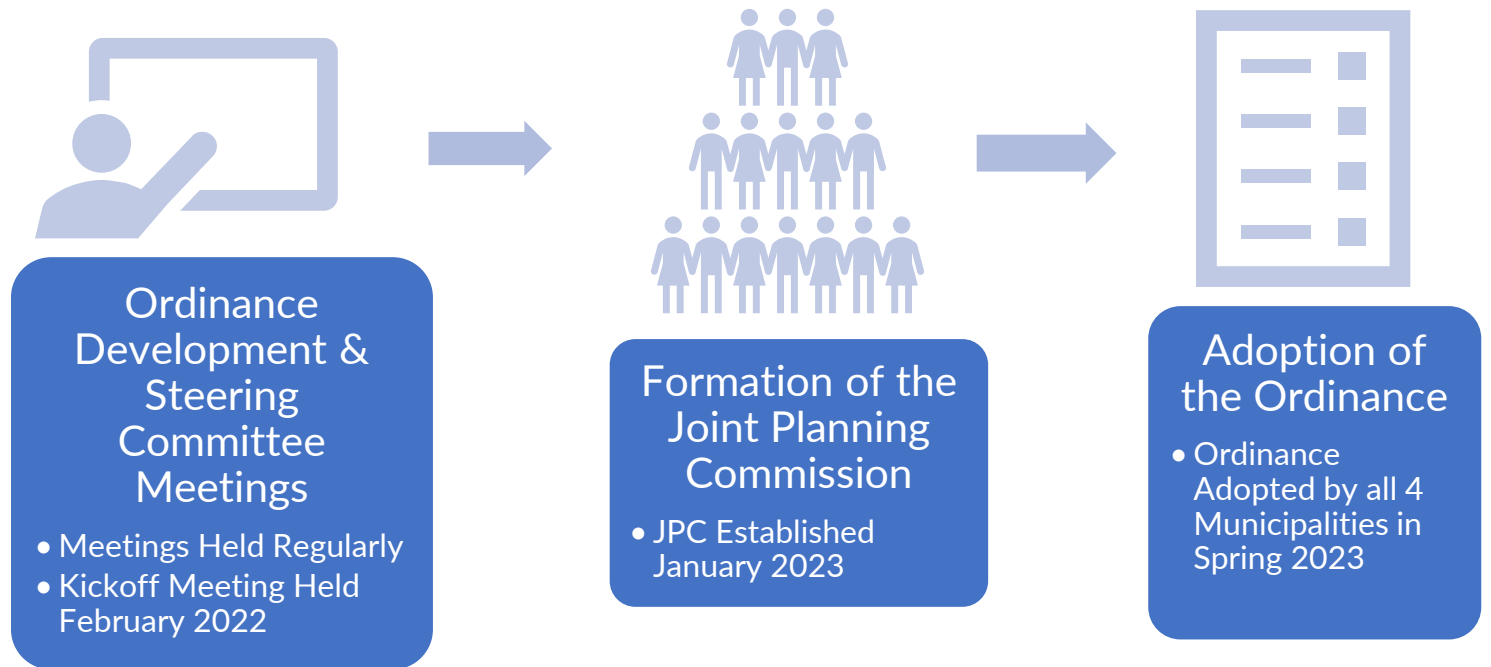 Ordinance
Development &
Steering
Committee
Meetings
• Meetings Held Regularly
• Kickoff Meeting Held
February 2022
Formation of the
Joint Planning
Commission
• JPC Established
January 2023
Adoption of
the Ordinance
• Ordinance
Adopted by all 4
Municipalities in
Spring 2023